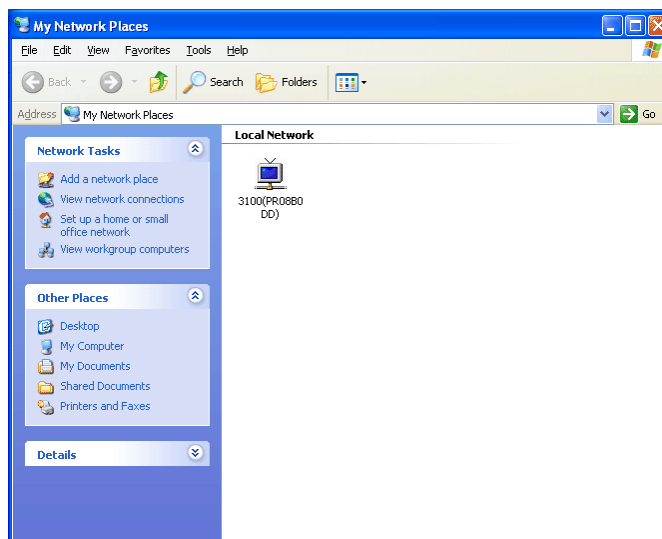 My Network Places
File Edit View Favorites Tools Help
Back Search Folders
Address My Network Places Go
Network Tasks
Add a network place
View network connections
Set up a home or small
office network
View workgroup computers
Other Places
Desktop
My Computer
My Documents
Shared Documents
Printers and Faxes
Details
Local Network
3100(PR08B0
DD)